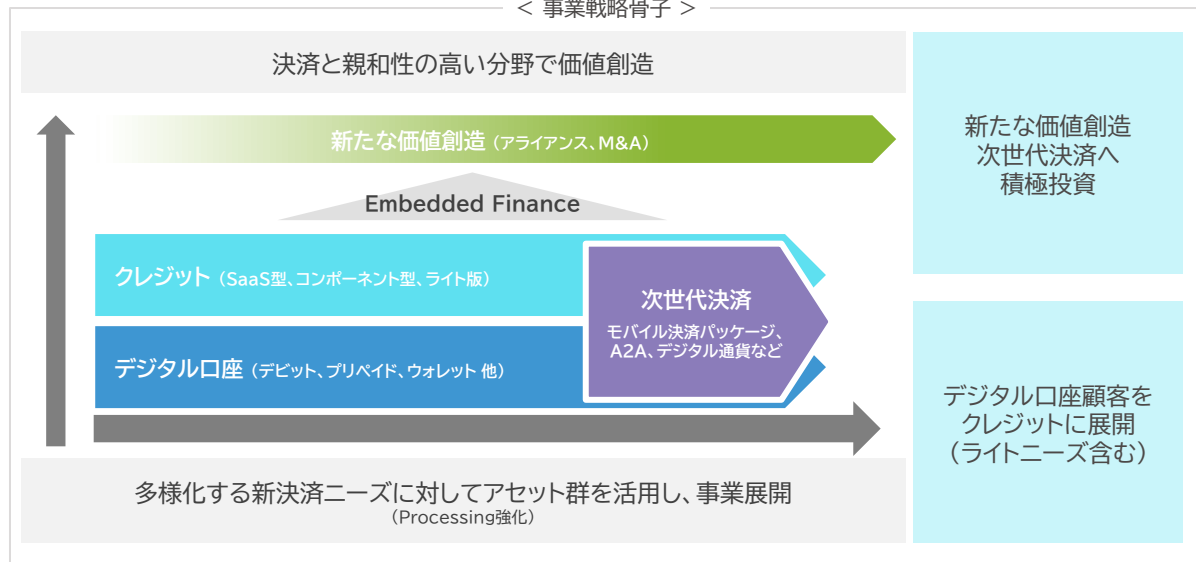 ＜ 事業戦略骨子 ＞
決済と親和性の高い分野で価値創造
新たな価値創造（アライアンス、M&A）
Embedded Finance
クレジット（SaaS型、コンポーネント型、ライト版）
デジタル口座（デビット、プリペイド、ウォレット 他）
次世代決済
モバイル決済パッケージ、
A2A、デジタル通貨など
多様化する新決済ニーズに対してアセット群を活用し、事業展開
（Processing強化）
新たな価値創造
次世代決済へ
積極投資
デジタル口座顧客を
クレジットに展開
（ライトニーズ含む）